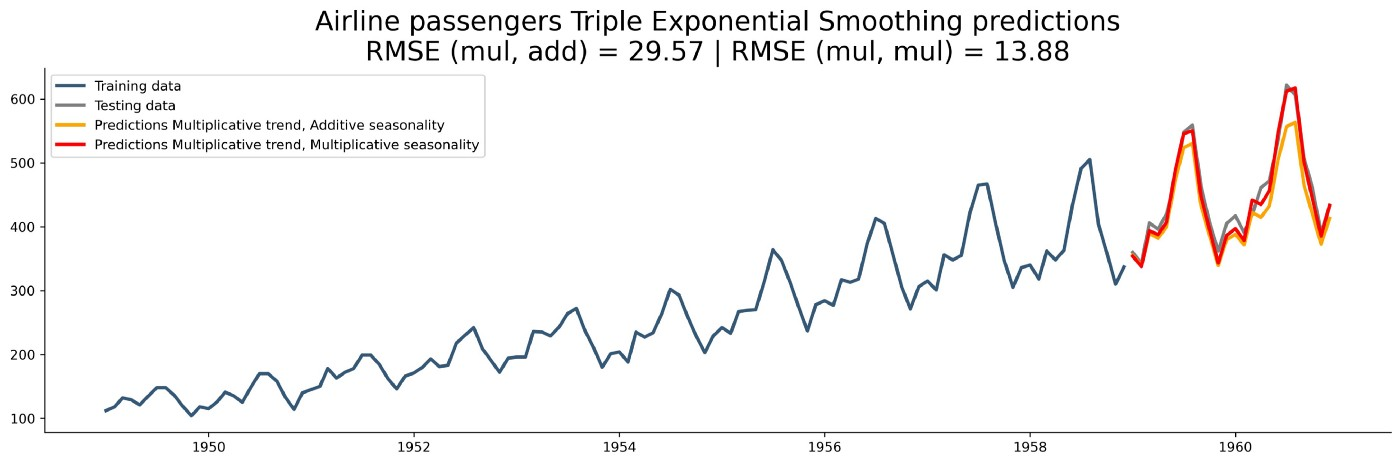 Airline passengers Triple Exponential Smoothing predictions
RMSE (mul, add) = 29.57 | RMSE (mul, mul) = 13.88
Training data
Testing data
Predictions Multiplicative trend, Additive seasonality
Predictions Multiplicative trend, Multiplicative seasonality
600
500
400
300
200
100
1950 1952 1954 1956 1958 1960